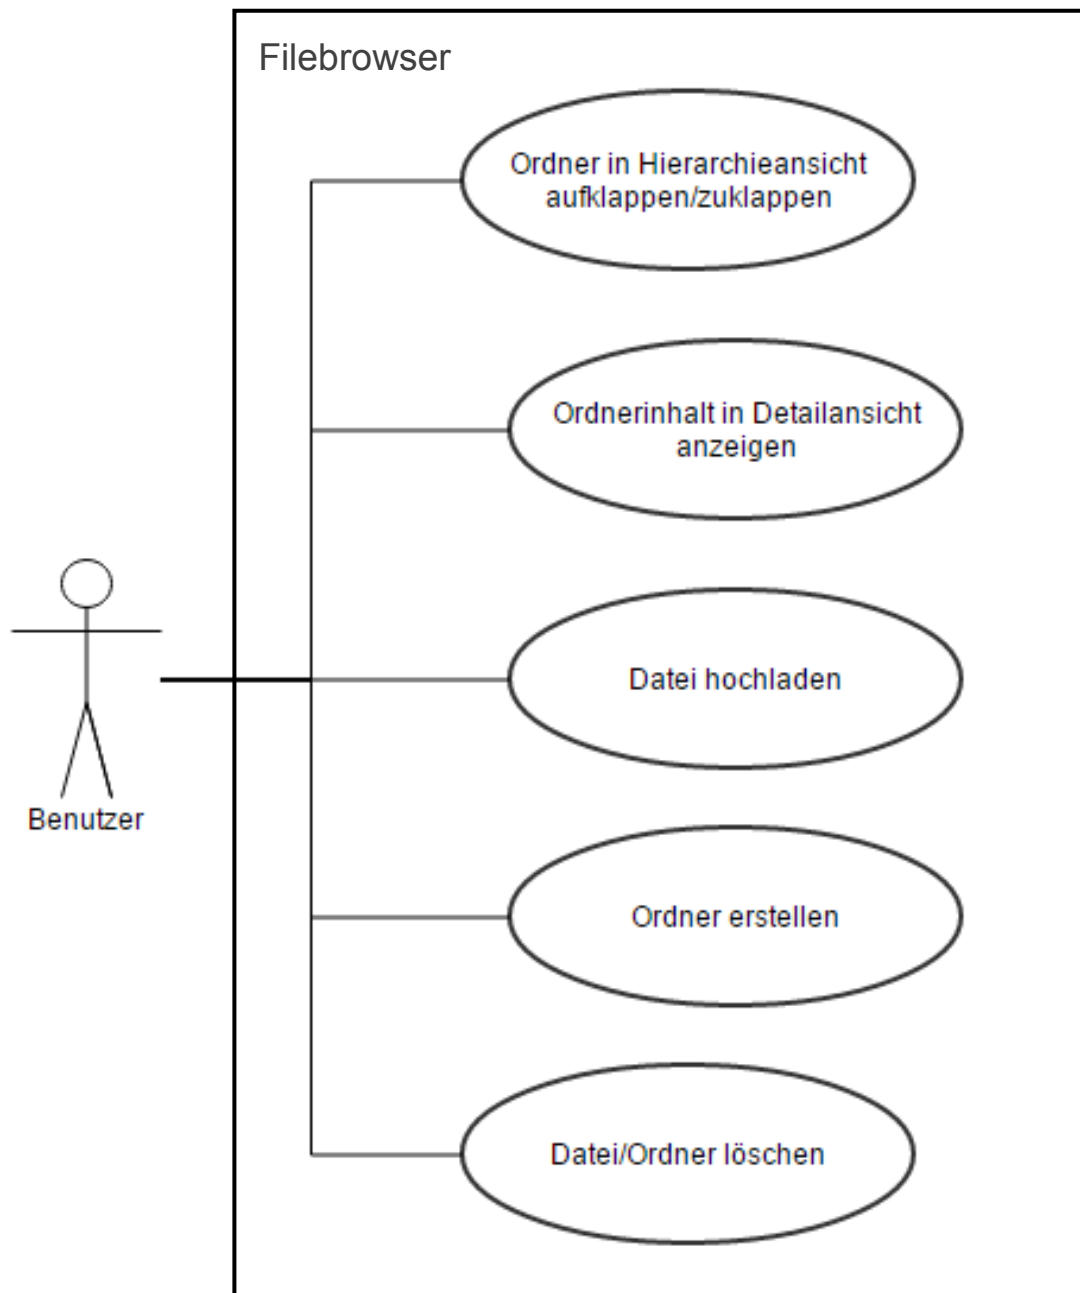 Filebrowser
Ordner in Hierarchieansicht
aufklappen/zuklappen
Ordnerinhalt in Detailansicht
anzeigen
Datei hochladen
Benutzer
Ordner erstellen
Datei/Ordner löschen